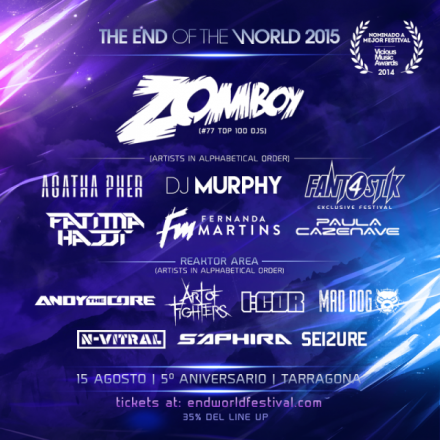 THE END OF THE WORLD 2015
NOMINADO A
MEJOR FESTIVAL
Vicious
Music
Awards
2014
ZOMBOY
(#77 TOP 100 DJS)
(ARTISTS IN ALPHABETICAL ORDER)
AGATHA PHER DJ MURPHY FANT4STIK
EXCLUSIVE FESTIVAL
FATIMA HAJJI FM FERNANDA MARTINS PAULA CAZENAVE
REAKTOR AREA
(ARTISTS IN ALPHABETICAL ORDER)
ANDY THE CORE ART OF FIGHTERS I:GOR MAD DOG
N-VITRAL SAPHIRA SEI2URE
15 AGOSTO | 5º ANIVERSARIO | TARRAGONA
tickets at: endworldfestival.com
35% DEL LINE UP